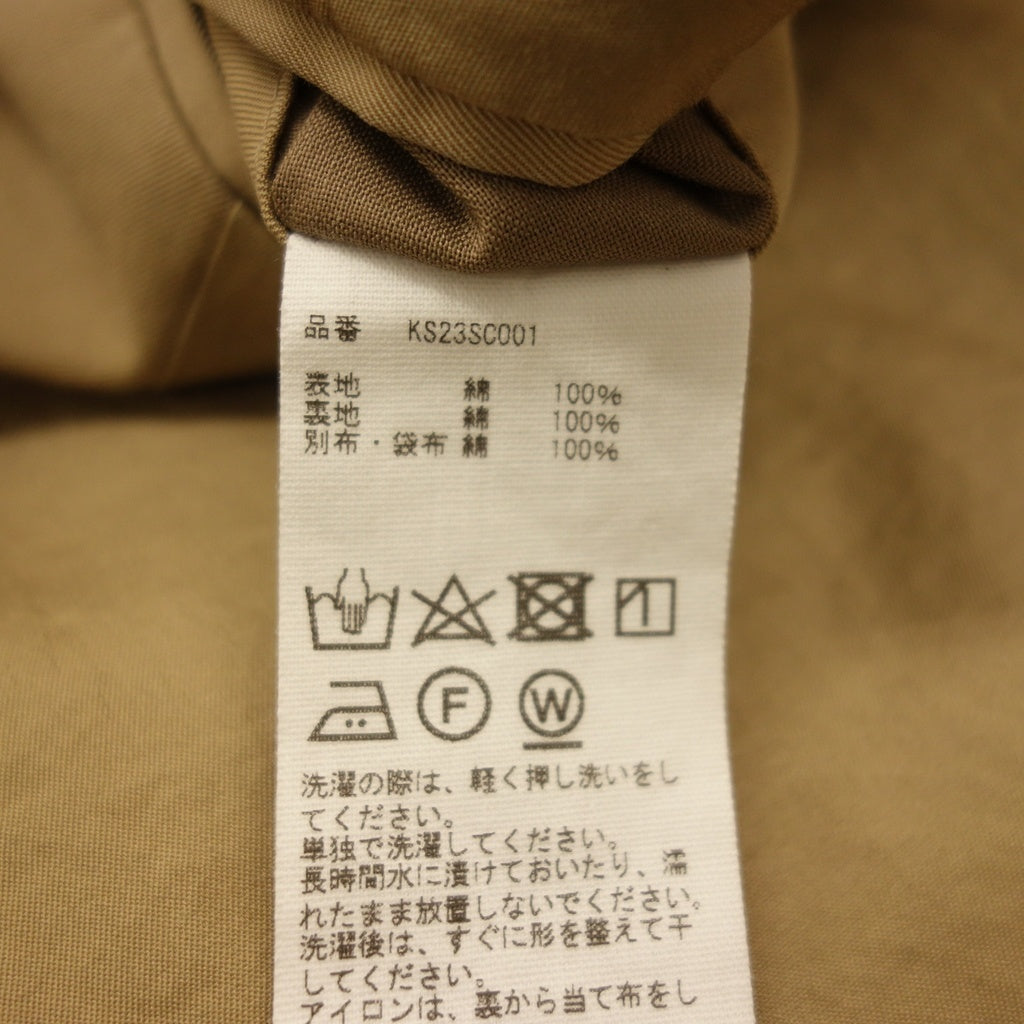 品番 KS23SC001
表地 綿 100%
裏地 綿 100%
別布・袋布 綿 100%
F W
洗濯の際は、軽く押し洗いをし
てください。
単独で洗濯してください。
長時間水に漬けておいたり、濡
れたまま放置しないでください。
洗濯後は、すぐに形を整えて干
してください。
アイロンは、裏から当て布をし